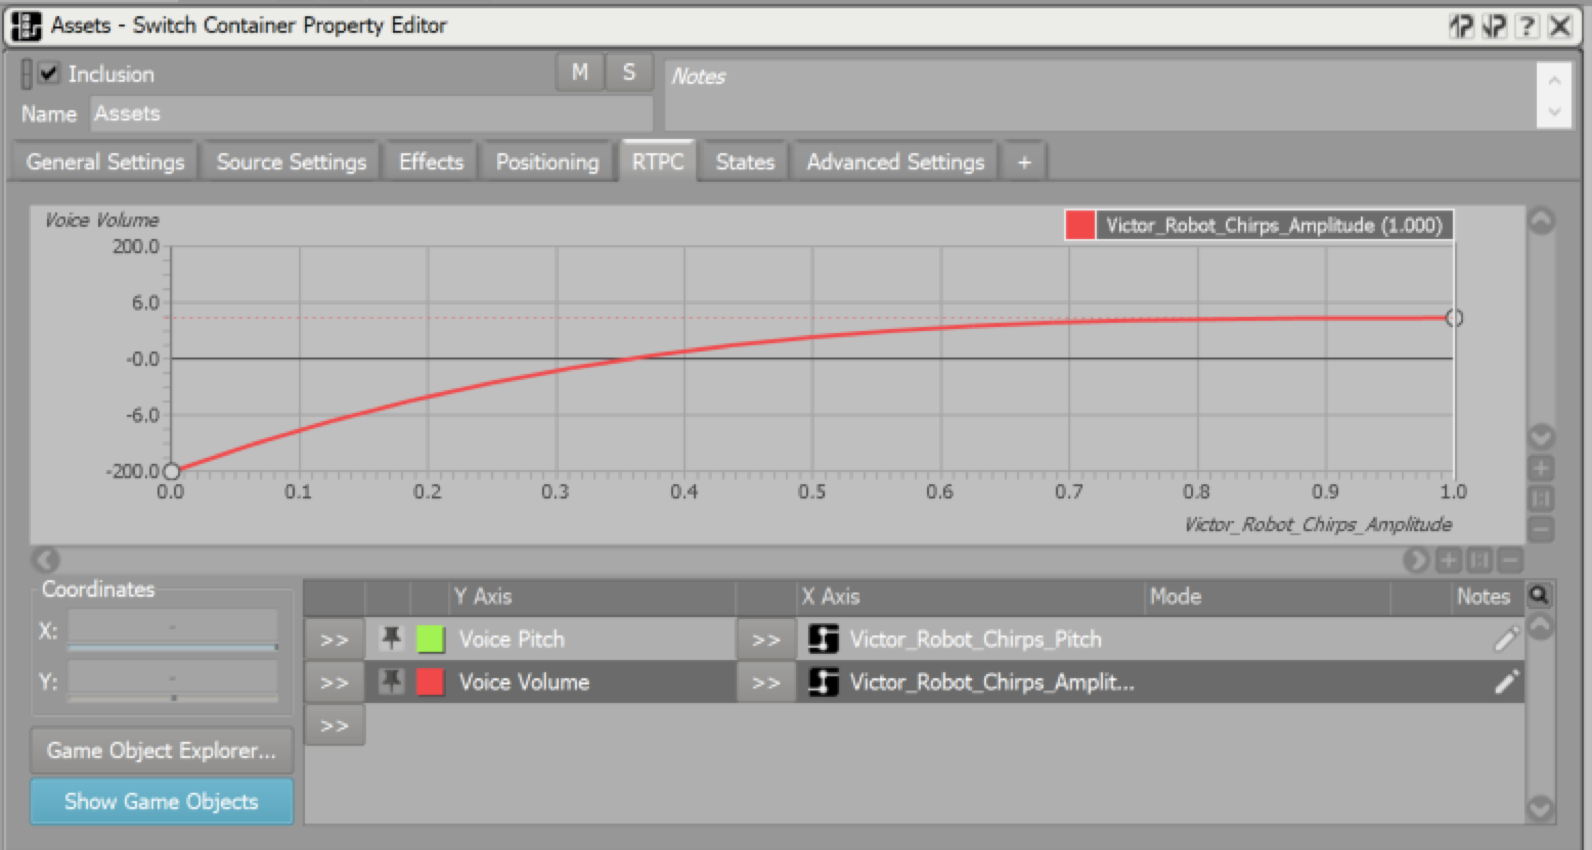 Assets - Switch Container Property Editor
?
Inclusion
M
S
Notes
Name
Assets
General Settings
Source Settings
Effects
Positioning
RTPC
States
Advanced Settings
+
Voice Volume
Victor_Robot_Chirps_Amplitude (1.000)
200.0
6.0
-0.0
-6.0
-200.0
0.0
0.1
0.2
0.3
0.4
0.5
0.6
0.7
0.8
0.9
1.0
Victor_Robot_Chirps_Amplitude
Coordinates
X:
-
Y:
-
Game Object Explorer...
Show Game Objects
Y Axis
X Axis
Mode
Notes
>>
Voice Pitch
>>
Victor_Robot_Chirps_Pitch
>>
Voice Volume
>>
Victor_Robot_Chirps_Amplit...
>>